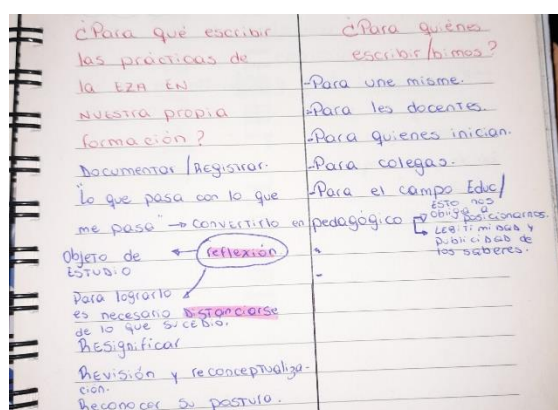 ¿Para qué escribir
las prácticas de
la EZA EN
NUESTRA propia
formación?
Documentar / Registrar.
"Lo que pasa con lo que
me pasa" → convertirlo en
Objeto de
ESTUDIO
reflexión
Para lograrlo
es necesario DISTANCIARSE
de lo que SUCEDIO.
RESignificar
REvisión y reconceptualiza-
ción.
Reconocer su postura.
¿Para quiénes
escribir/bimos?
-Para une misme.
-Para les docentes.
-Para quienes inician.
-Para colegas.
-Para el campo Educ/
pedagógico
ESTO nos
obliga a posicionarnos.
LEGITIMIDAD y
PUBLICIDAD de
los saberes.